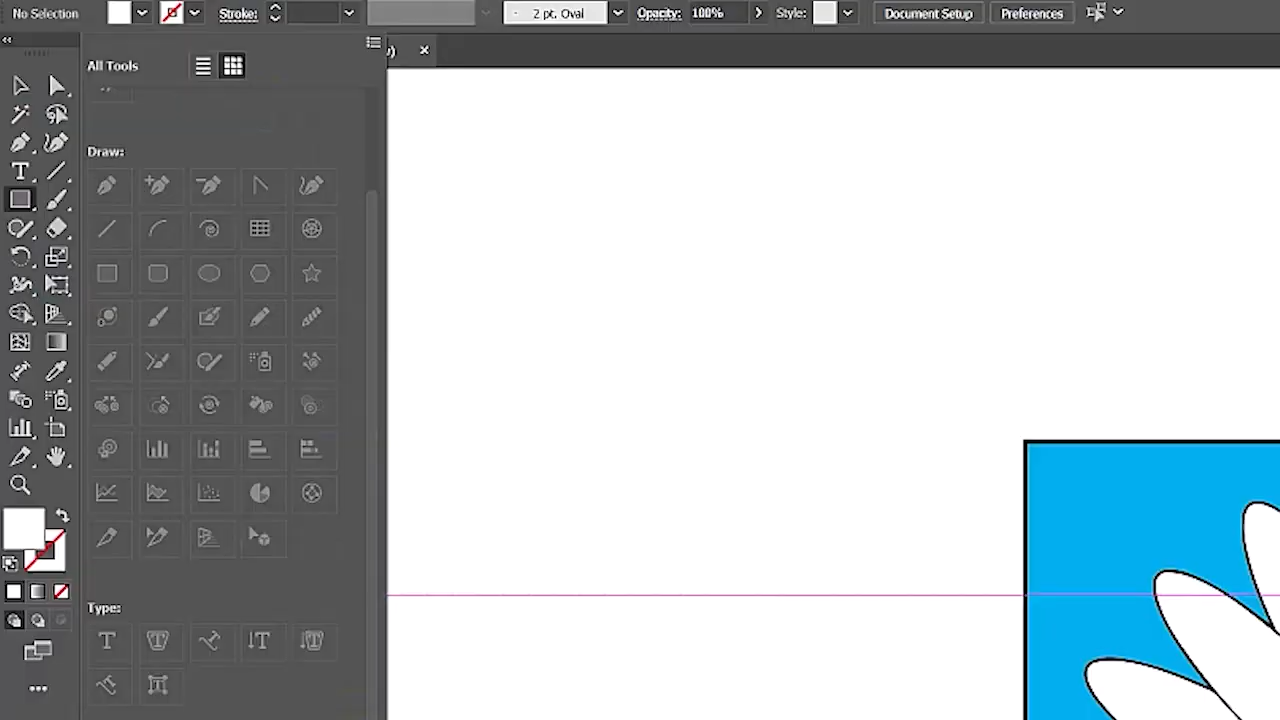 No Selection Stroke: 2 pt. Oval Opacity: 100% Style: Document Setup Preferences
All Tools
Draw:
Type: